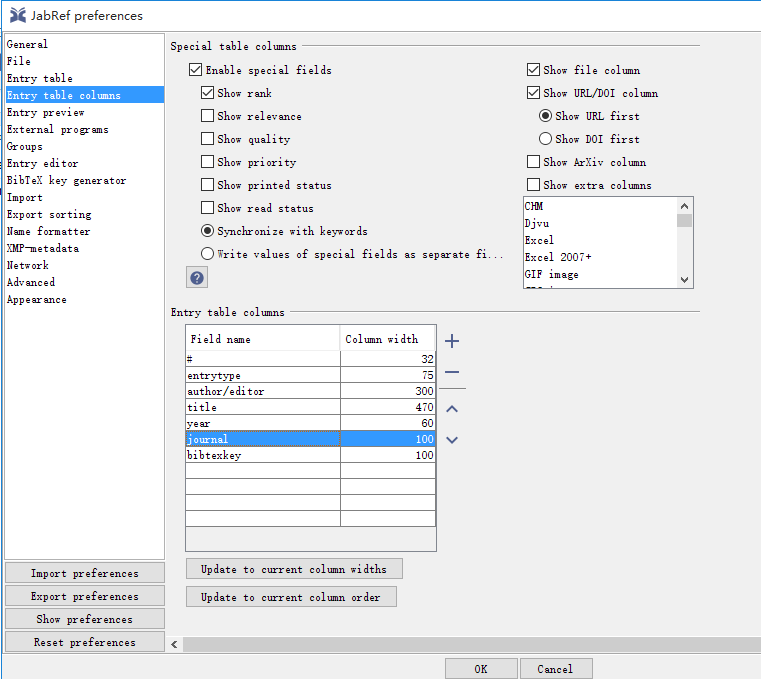 JabRef preferences
General
File
Entry table
Entry table columns
Entry preview
External programs
Groups
Entry editor
BibTeX key generator
Import
Export sorting
Name formatter
XMP-metadata
Network
Advanced
Appearance
Import preferences
Export preferences
Show preferences
Reset preferences
Special table columns
Enable special fields
Show rank
Show relevance
Show quality
Show priority
Show printed status
Show read status
Synchronize with keywords
Write values of special fields as separate fi...
?
Show file column
Show URL/DOI column
Show URL first
Show DOI first
Show ArXiv column
Show extra columns
CHM
Djvu
Excel
Excel 2007+
GIF image
Entry table columns
Field name Column width
# 32
entrytype 75
author/editor 300
title 470
year 60
journal 100
bibtexkey 100
Update to current column widths
Update to current column order
OK Cancel